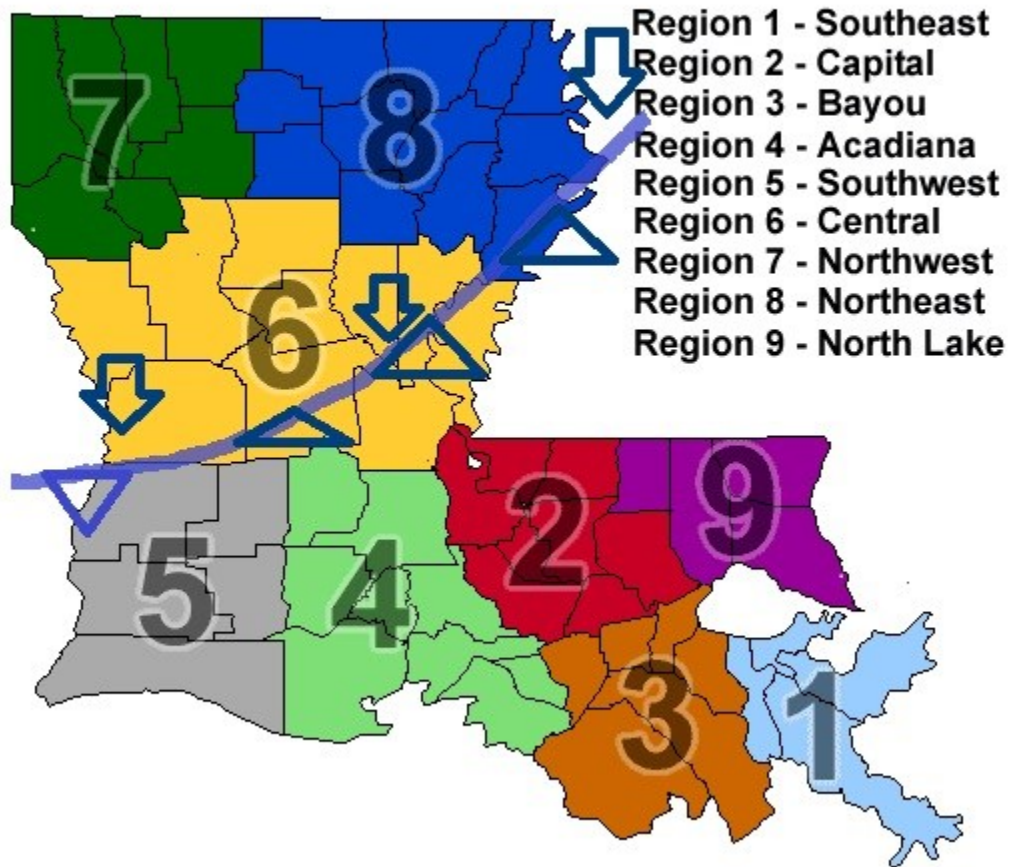 Region 1 - Southeast
Region 2 - Capital
Region 3 - Bayou
Region 4 - Acadiana
Region 5 - Southwest
Region 6 - Central
Region 7 - Northwest
Region 8 - Northeast
Region 9 - North Lake
7
8
6
2
9
5
4
3
1